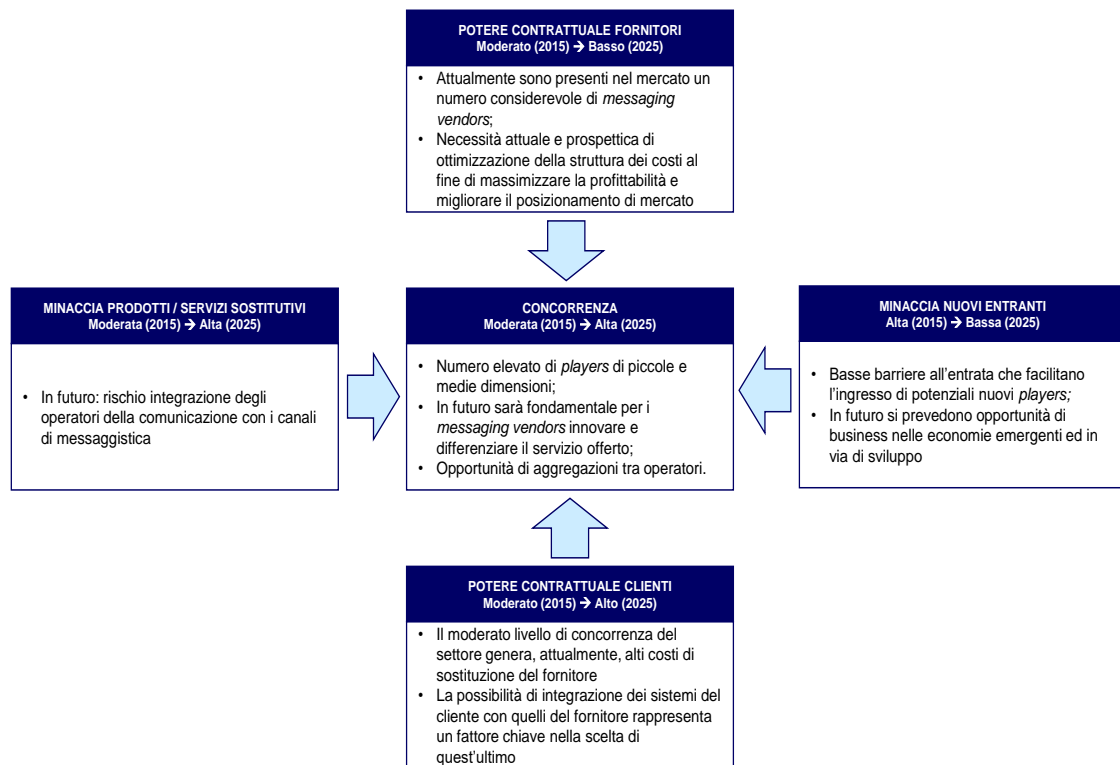 POTERE CONTRATTUALE FORNITORI
Moderato (2015) → Basso (2025)
• Attualmente sono presenti nel mercato un
numero considerevole di messaging
vendors;
• Necessità attuale e prospettica di
ottimizzazione della struttura dei costi al
fine di massimizzare la profittabilità e
migliorare il posizionamento di mercato
MINACCIA PRODOTTI / SERVIZI SOSTITUTIVI
Moderata (2015) → Alta (2025)
• In futuro: rischio integrazione degli
operatori della comunicazione con i canali
di messaggistica
CONCORRENZA
Moderata (2015) → Alta (2025)
• Numero elevato di players di piccole e
medie dimensioni;
• In futuro sarà fondamentale per i
messaging vendors innovare e
differenziare il servizio offerto;
• Opportunità di aggregazioni tra operatori.
MINACCIA NUOVI ENTRANTI
Alta (2015) → Bassa (2025)
• Basse barriere all’entrata che facilitano
l’ingresso di potenziali nuovi players;
• In futuro si prevedono opportunità di
business nelle economie emergenti ed in
via di sviluppo
POTERE CONTRATTUALE CLIENTI
Moderato (2015) → Alto (2025)
• Il moderato livello di concorrenza del
settore genera, attualmente, alti costi di
sostituzione del fornitore
• La possibilità di integrazione dei sistemi del
cliente con quelli del fornitore rappresenta
un fattore chiave nella scelta di
quest’ultimo